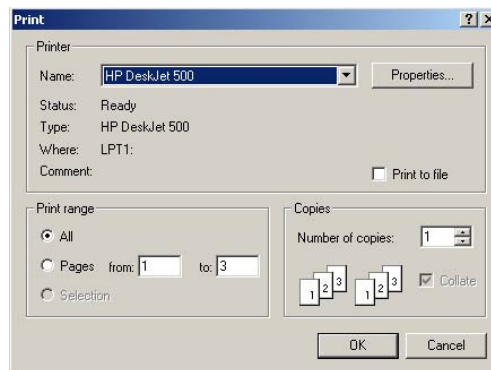 Print
Printer
Name: HP DeskJet 500 Properties...
Status: Ready
Type: HP DeskJet 500
Where: LPT1:
Comment: Print to file
Print range Copies
All Number of copies: 1
Pages from: 1 to: 3
1 2 3 1 2 3 Collate
Selection
OK Cancel